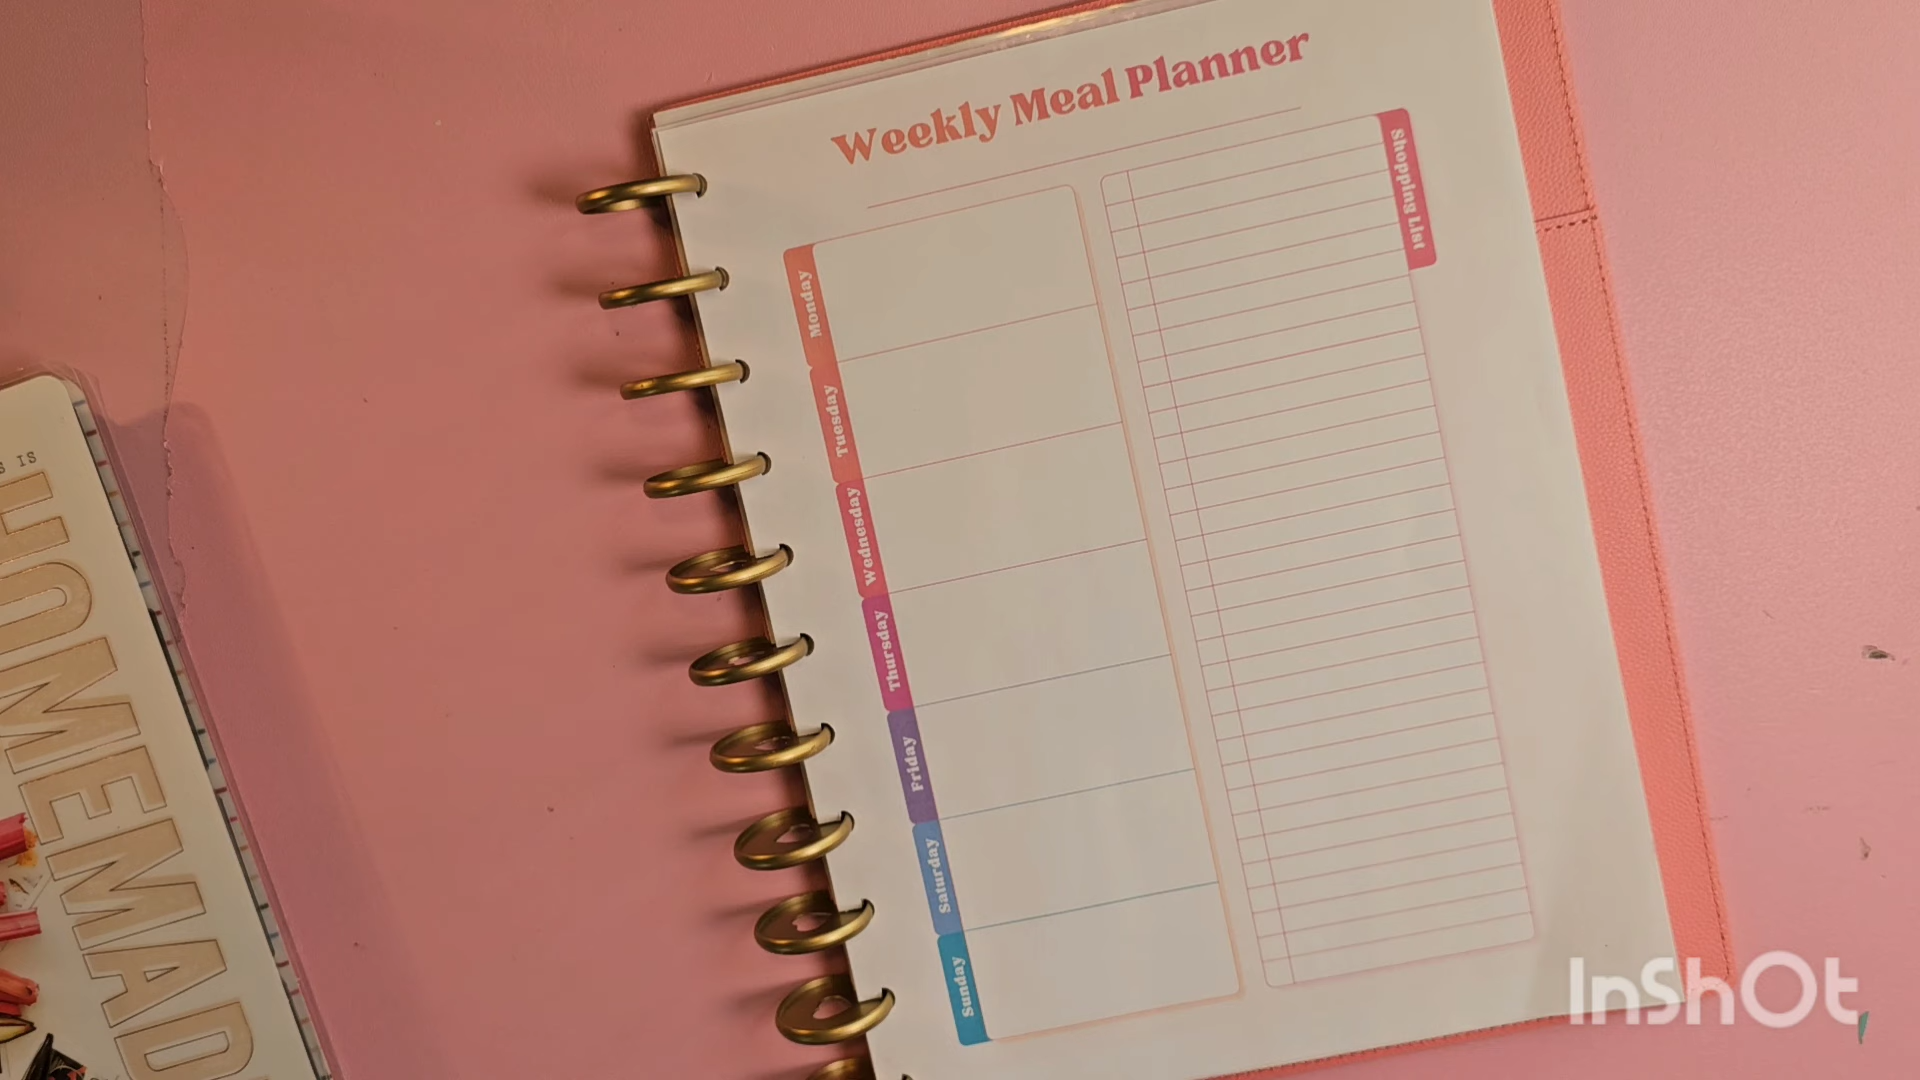 Weekly Meal Planner
Shopping List
Monday
Tuesday
Wednesday
Thursday
Friday
Saturday
Sunday
IS
HOMEMAD
InShOt